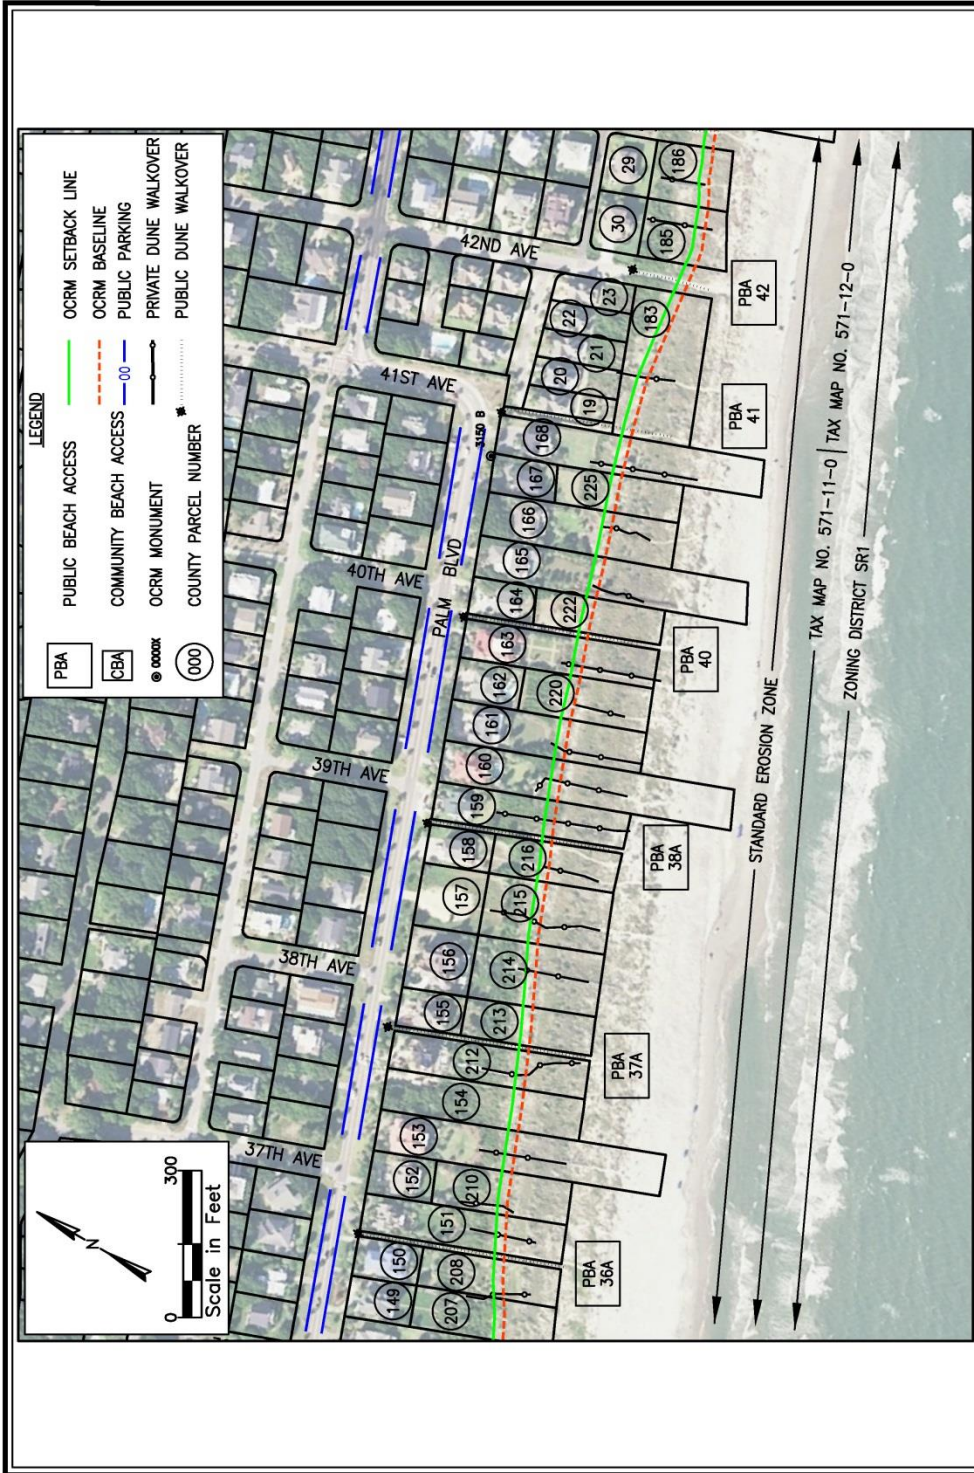 LEGEND
PBA
PUBLIC BEACH ACCESS
CBA
COMMUNITY BEACH ACCESS
000X
OCRM MONUMENT
000
COUNTY PARCEL NUMBER
OCRM SETBACK LINE
OCRM BASELINE
00
PUBLIC PARKING
PRIVATE DUNE WALKOVER
PUBLIC DUNE WALKOVER
N
0
300
Scale in Feet
37TH AVE
38TH AVE
39TH AVE
40TH AVE
41ST AVE
42ND AVE
PALM BLVD
3150 B
149
150
151
152
153
154
155
156
157
158
159
160
161
162
163
164
165
166
167
168
19
20
21
22
23
30
29
207
208
210
212
213
214
215
216
220
222
225
183
185
186
PBA
36A
PBA
37A
PBA
38A
PBA
40
PBA
41
PBA
42
STANDARD EROSION ZONE
TAX MAP NO. 571-11-0
TAX MAP NO. 571-12-0
ZONING DISTRICT SR1